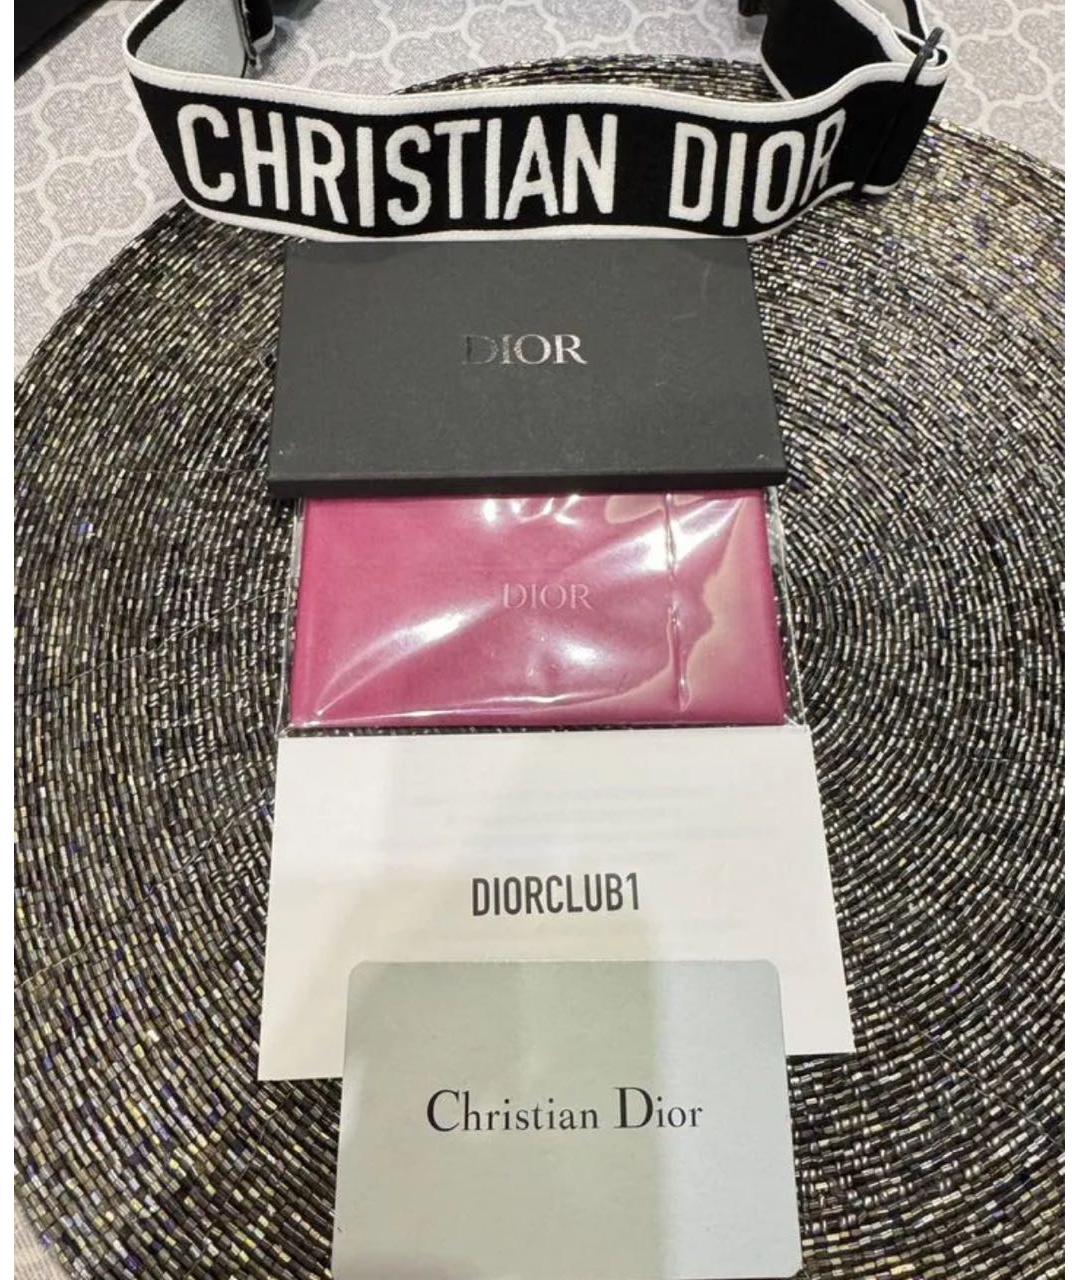 CHRISTIAN DIOR
DIOR
DIOR
DIORCLUB1
Christian Dior